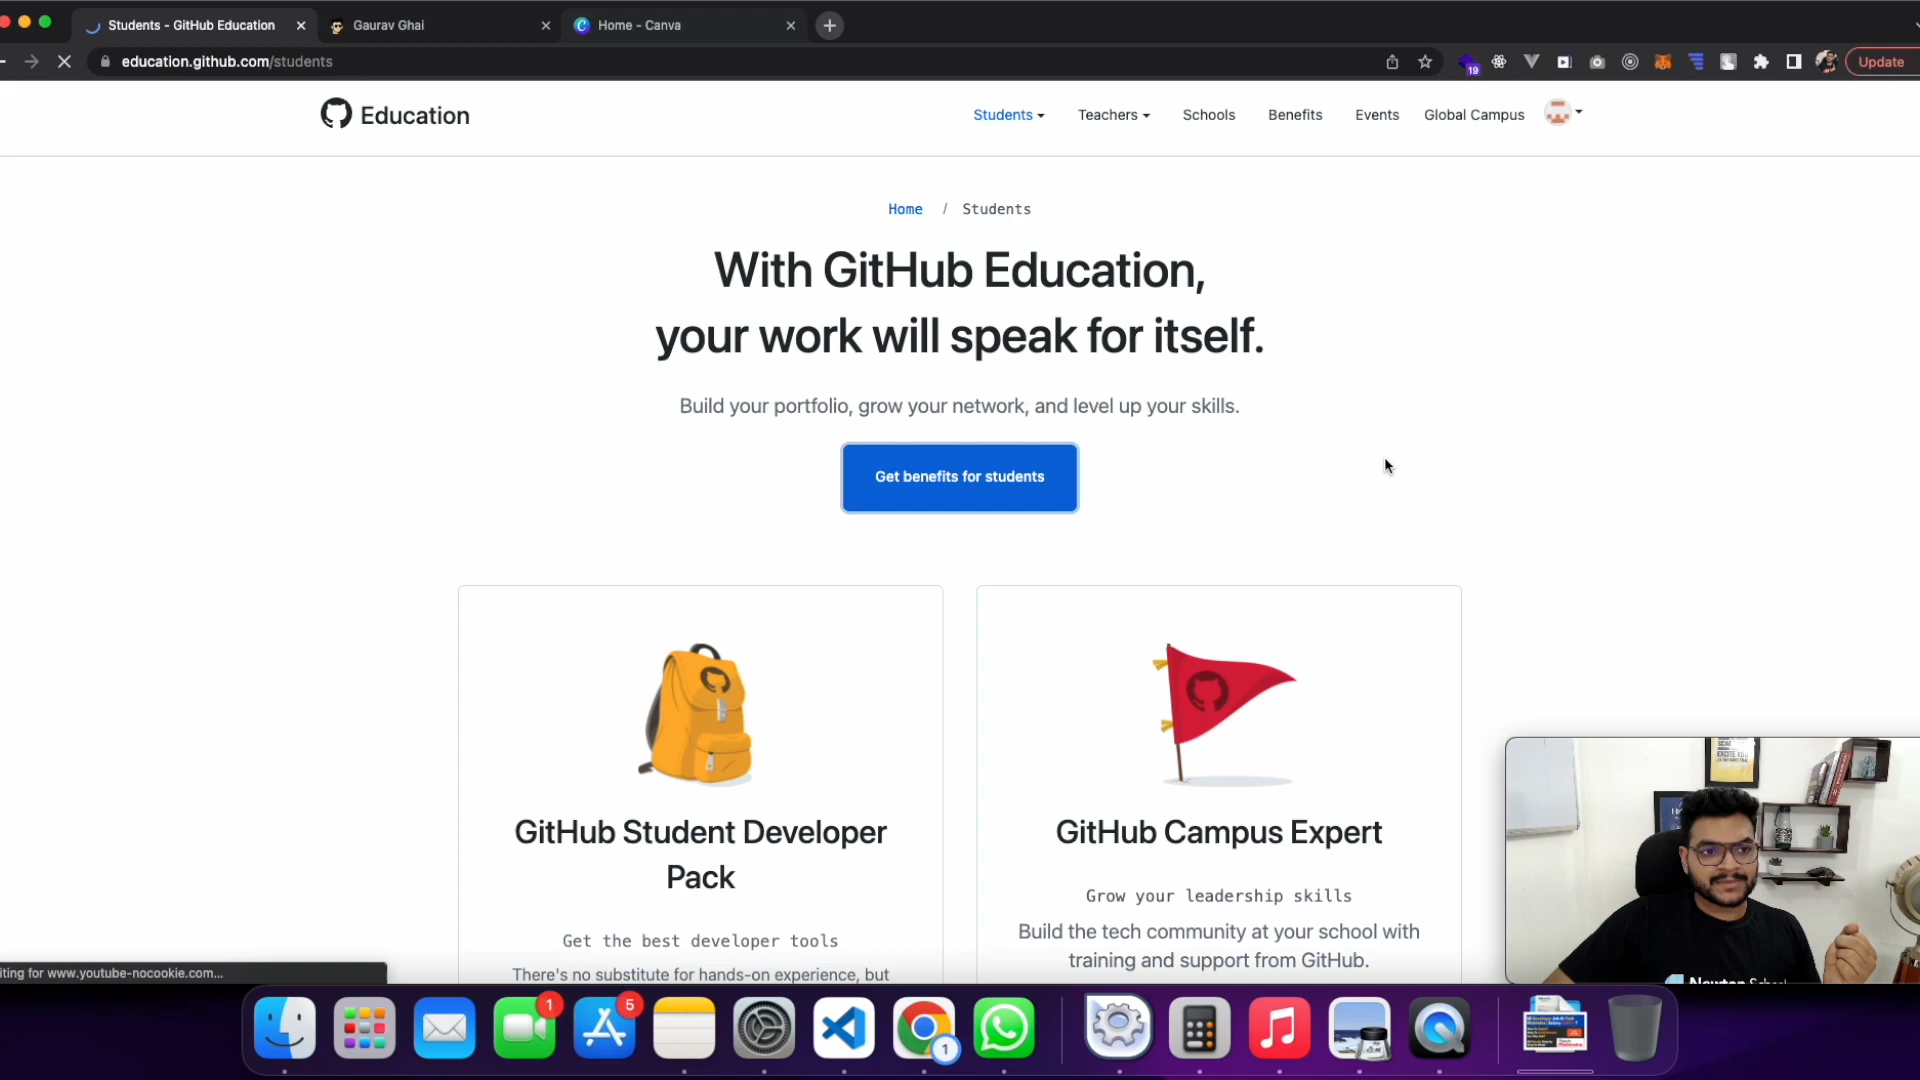 Students - GitHub Education
Gaurav Ghai
Home - Canva
education.github.com/students
19
Update
Education
Students
Teachers
Schools
Benefits
Events
Global Campus
Home / Students
With GitHub Education,
your work will speak for itself.
Build your portfolio, grow your network, and level up your skills.
Get benefits for students
GitHub Student Developer
Pack
Get the best developer tools
There's no substitute for hands-on experience, but
GitHub Campus Expert
Grow your leadership skills
Build the tech community at your school with
training and support from GitHub.
iting for www.youtube-nocookie.com...
1
5
1